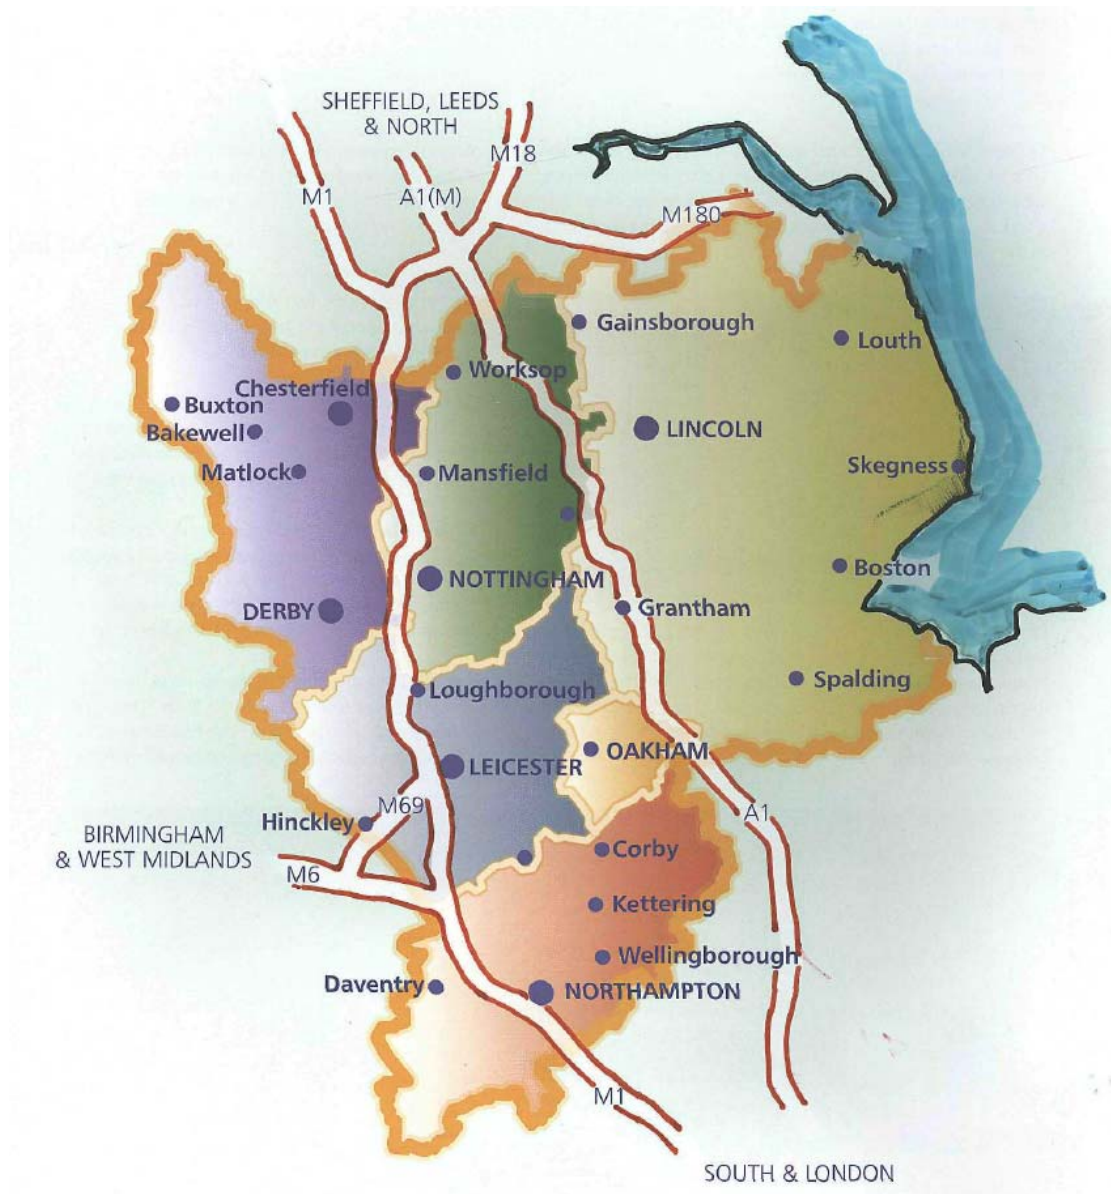 SHEFFIELD, LEEDS
& NORTH
M18
M1
A1(M)
M180
Gainsborough
Louth
Worksop
Chesterfield
Buxton
Bakewell
LINCOLN
Matlock
Mansfield
Skegness
Boston
NOTTINGHAM
DERBY
Grantham
Spalding
Loughborough
OAKHAM
LEICESTER
M69
A1
Hinckley
BIRMINGHAM
& WEST MIDLANDS
M6
Corby
Kettering
Wellingborough
Daventry
NORTHAMPTON
M1
SOUTH & LONDON